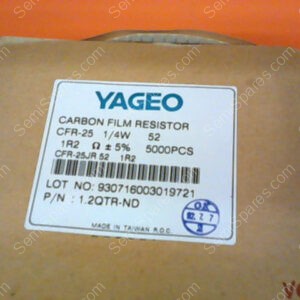 YAGEO
CARBON FILM RESISTOR
CFR-25 1/4W 52
1R2 Ω ± 5% 5000PCS
CFR-25JR 52 1R2
LOT NO: 930716003019721
P/N : 1.2QTR-ND
MADE IN TAIWAN R.O.C.